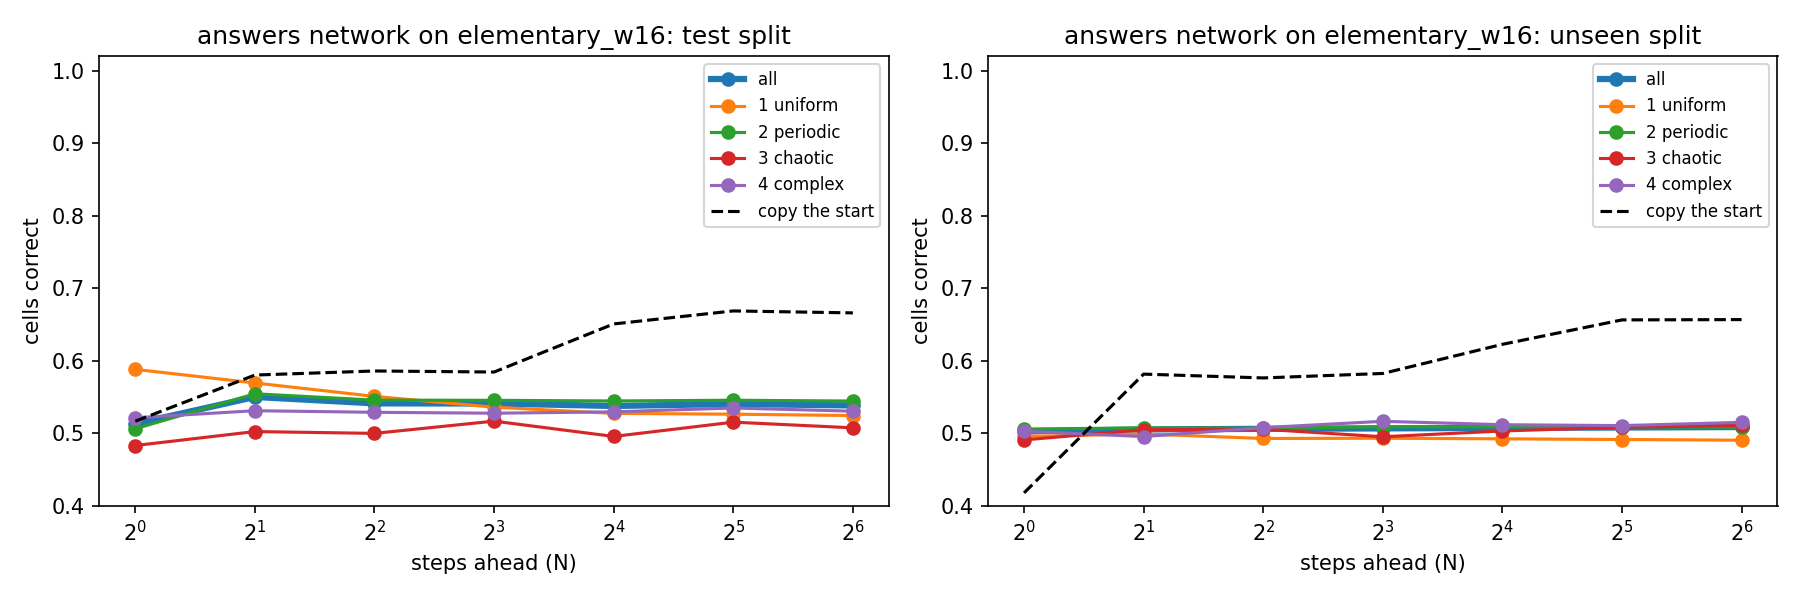 answers network on elementary_w16: test split
cells correct
1.0
0.9
0.8
0.7
0.6
0.5
0.4
all
1 uniform
2 periodic
3 chaotic
4 complex
copy the start
2^0 2^1 2^2 2^3 2^4 2^5 2^6
steps ahead (N)
answers network on elementary_w16: unseen split
cells correct
1.0
0.9
0.8
0.7
0.6
0.5
0.4
all
1 uniform
2 periodic
3 chaotic
4 complex
copy the start
2^0 2^1 2^2 2^3 2^4 2^5 2^6
steps ahead (N)